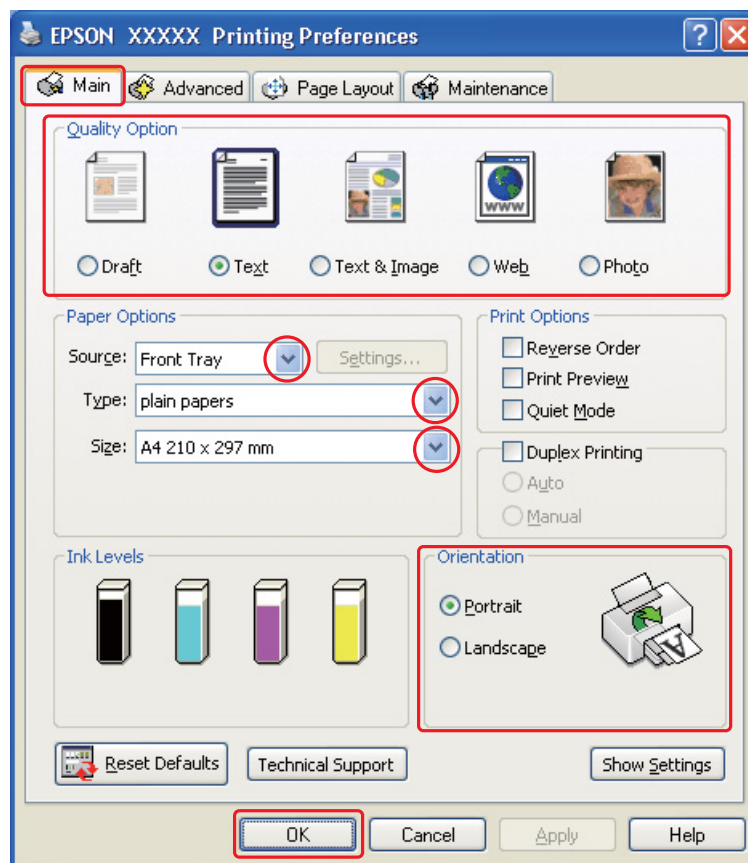 EPSON XXXXX Printing Preferences
Main Advanced Page Layout Maintenance
Quality Option
WWW
Draft Text Text & Image Web Photo
Paper Options
Source: Front Tray Settings...
Type: plain papers
Size: A4 210 x 297 mm
Print Options
Reverse Order
Print Preview
Quiet Mode
Duplex Printing
Auto
Manual
Ink Levels
Orientation
Portrait
Landscape
A
Reset Defaults Technical Support Show Settings
OK Cancel Apply Help